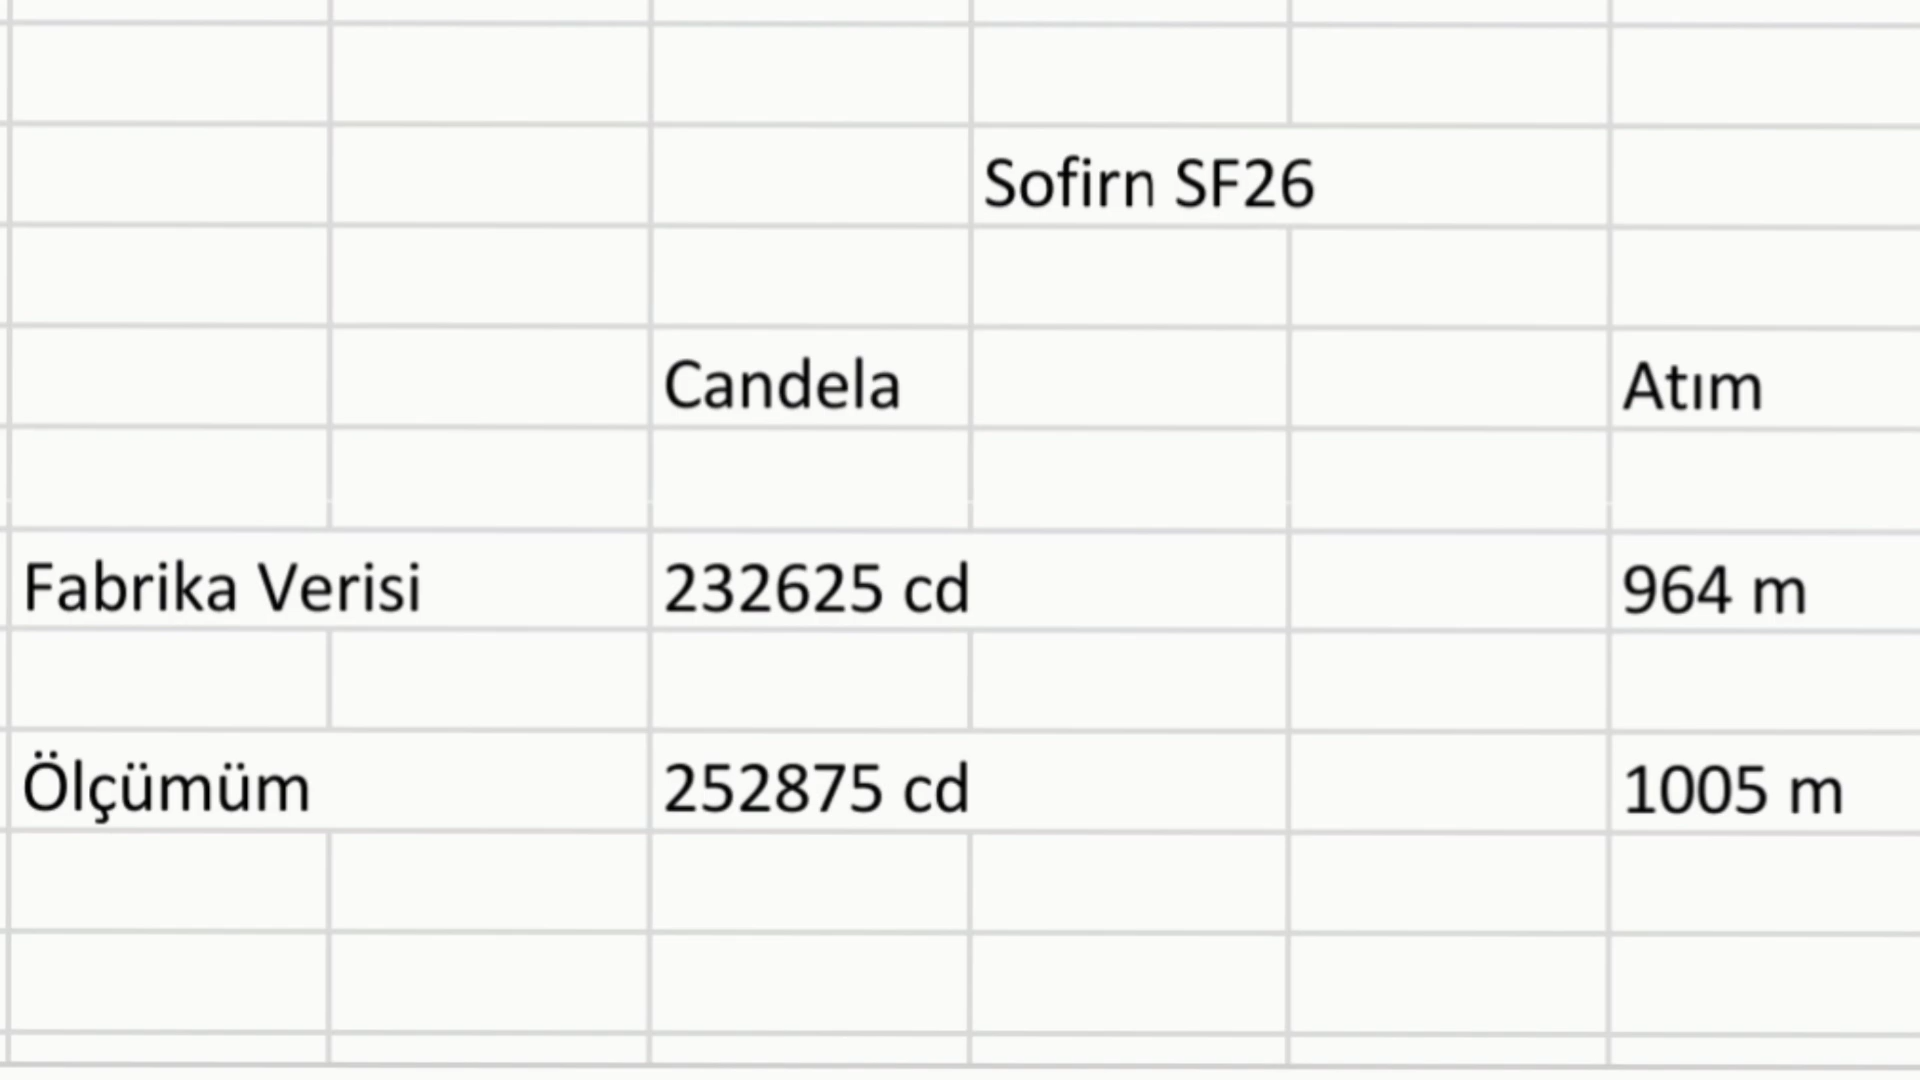 Sofirn SF26
Candela Atım
Fabrika Verisi 232625 cd 964 m
Ölçümüm 252875 cd 1005 m